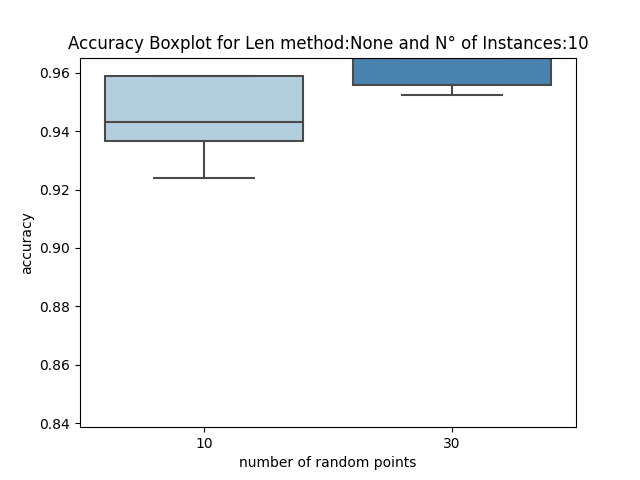 Accuracy Boxplot for Len method:None and N° of Instances:10
0.96
0.94
0.92
0.90
0.88
0.86
0.84
accuracy
10 30
number of random points